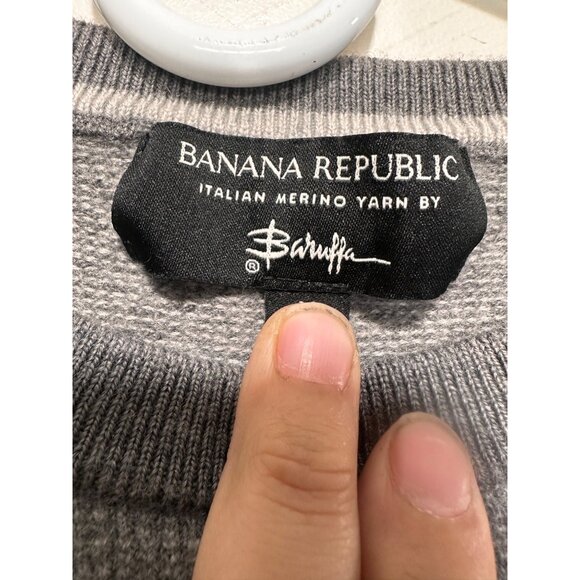 BANANA REPUBLIC
ITALIAN MERINO YARN BY
Baruffa
®